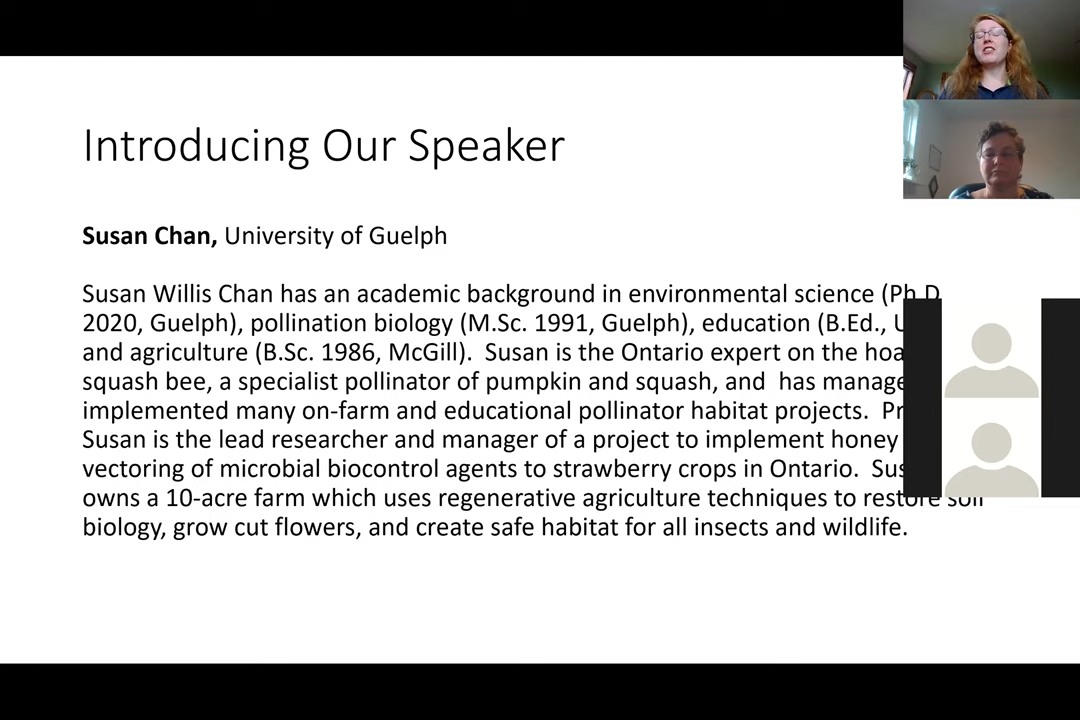 Introducing Our Speaker
Susan Chan, University of Guelph
Susan Willis Chan has an academic background in environmental science (Ph.D
2020, Guelph), pollination biology (M.Sc. 1991, Guelph), education (B.Ed.,
and agriculture (B.Sc. 1986, McGill). Susan is the Ontario expert on the
squash bee, a specialist pollinator of pumpkin and squash, and has
implemented many on-farm and educational pollinator habitat projects.
Susan is the lead researcher and manager of a project to implement honey
vectoring of microbial biocontrol agents to strawberry crops in Ontario.
owns a 10-acre farm which uses regenerative agriculture techniques to restore soil
biology, grow cut flowers, and create safe habitat for all insects and wildlife.